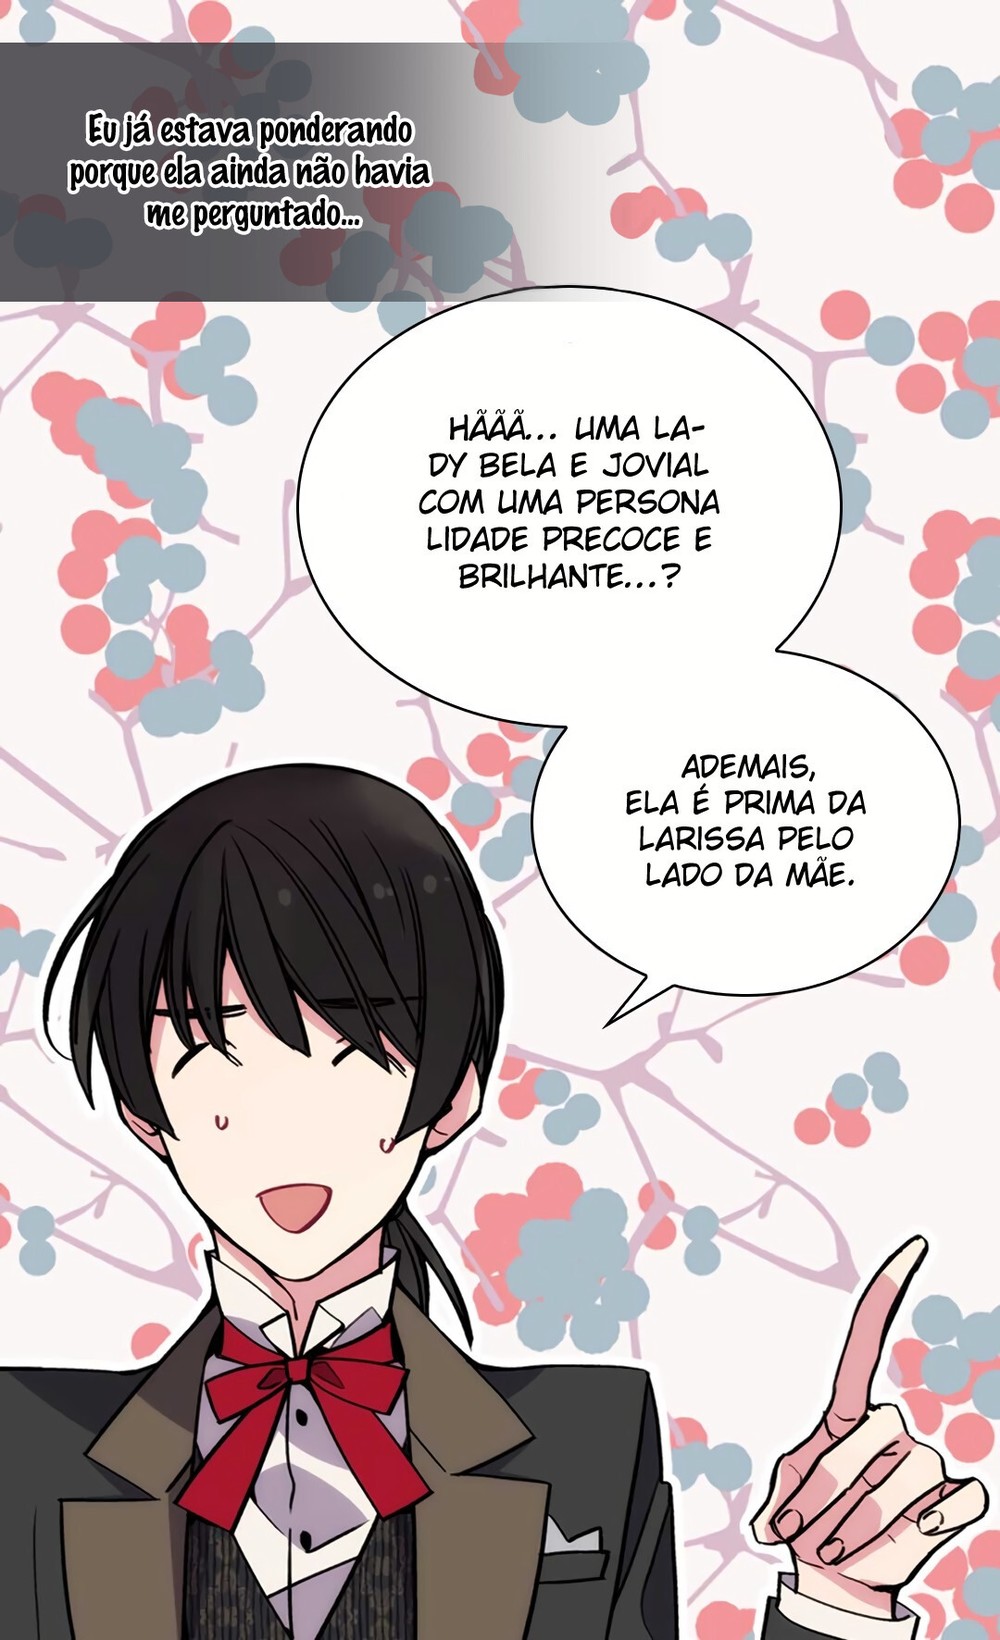 Eu já estava ponderando
porque ela ainda não havia
me perguntado...
HÃÃÃ... UMA LA-
DY BELA E JOVIAL
COM UMA PERSONA
LIDADE PRECOCE E
BRILHANTE...?
ADEMAIS,
ELA É PRIMA DA
LARISSA PELO
LADO DA MÃE.